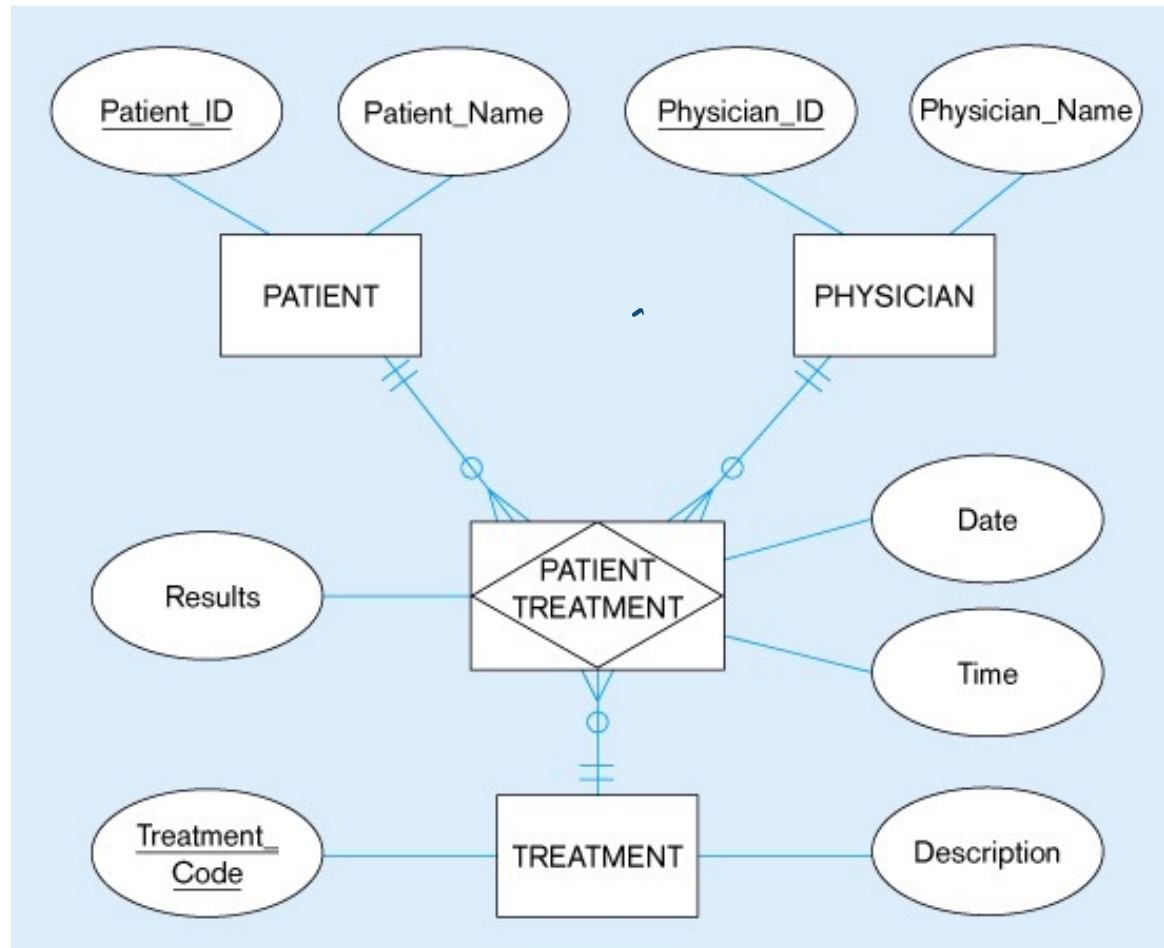 Patient_ID
Patient_Name
Physician_ID
Physician_Name
PATIENT
PHYSICIAN
Date
Results
PATIENT
TREATMENT
Time
Treatment_
Code
TREATMENT
Description